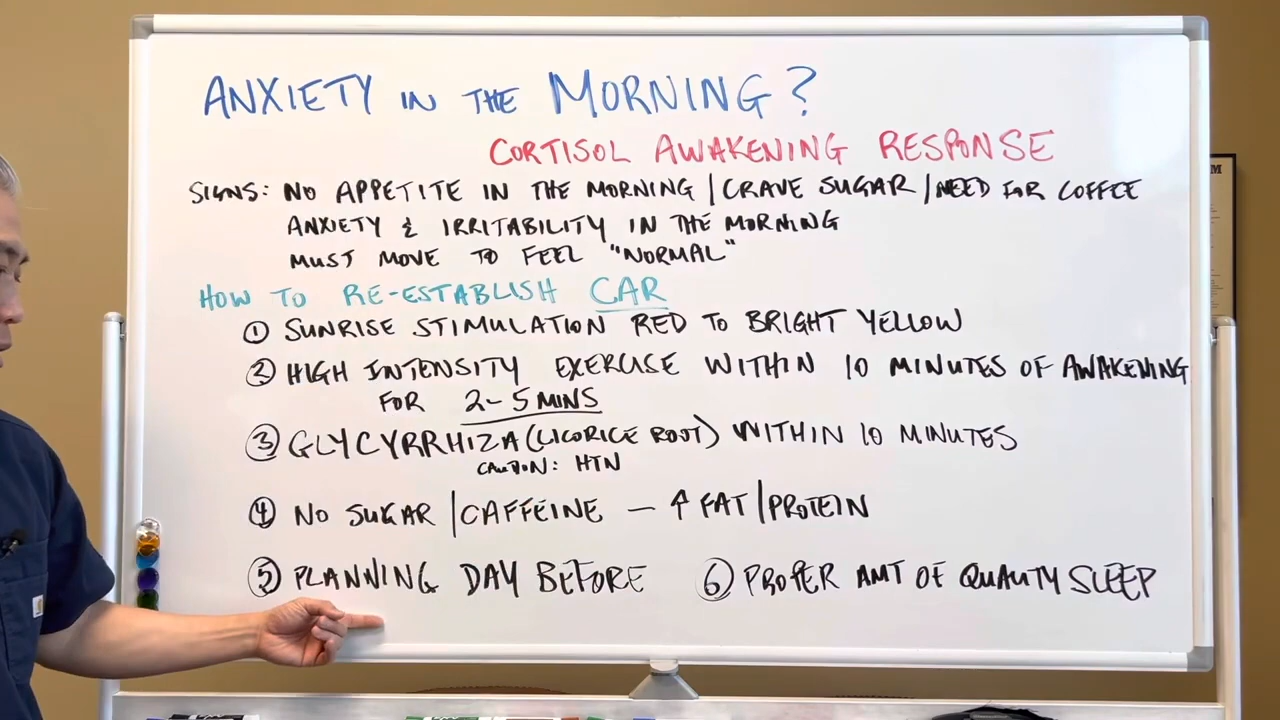 ANXIETY IN THE MORNING?
CORTISOL AWAKENING RESPONSE
SIGNS: NO APPETITE IN THE MORNING / CRAVE SUGAR / NEED FOR COFFEE
ANXIETY & IRRITABILITY IN THE MORNING
MUST MOVE TO FEEL "NORMAL"
HOW TO RE-ESTABLISH CAR
① SUNRISE STIMULATION RED TO BRIGHT YELLOW
② HIGH INTENSITY EXERCISE WITHIN 10 MINUTES OF AWAKENING
FOR 2-5 MINS
③ GLYCYRRHIZA (LICORICE ROOT) WITHIN 10 MINUTES
CAUTION: HTN
④ NO SUGAR / CAFFEINE — ↑ FAT / PROTEIN
⑤ PLANNING DAY BEFORE ⑥ PROPER AMT OF QUALITY SLEEP